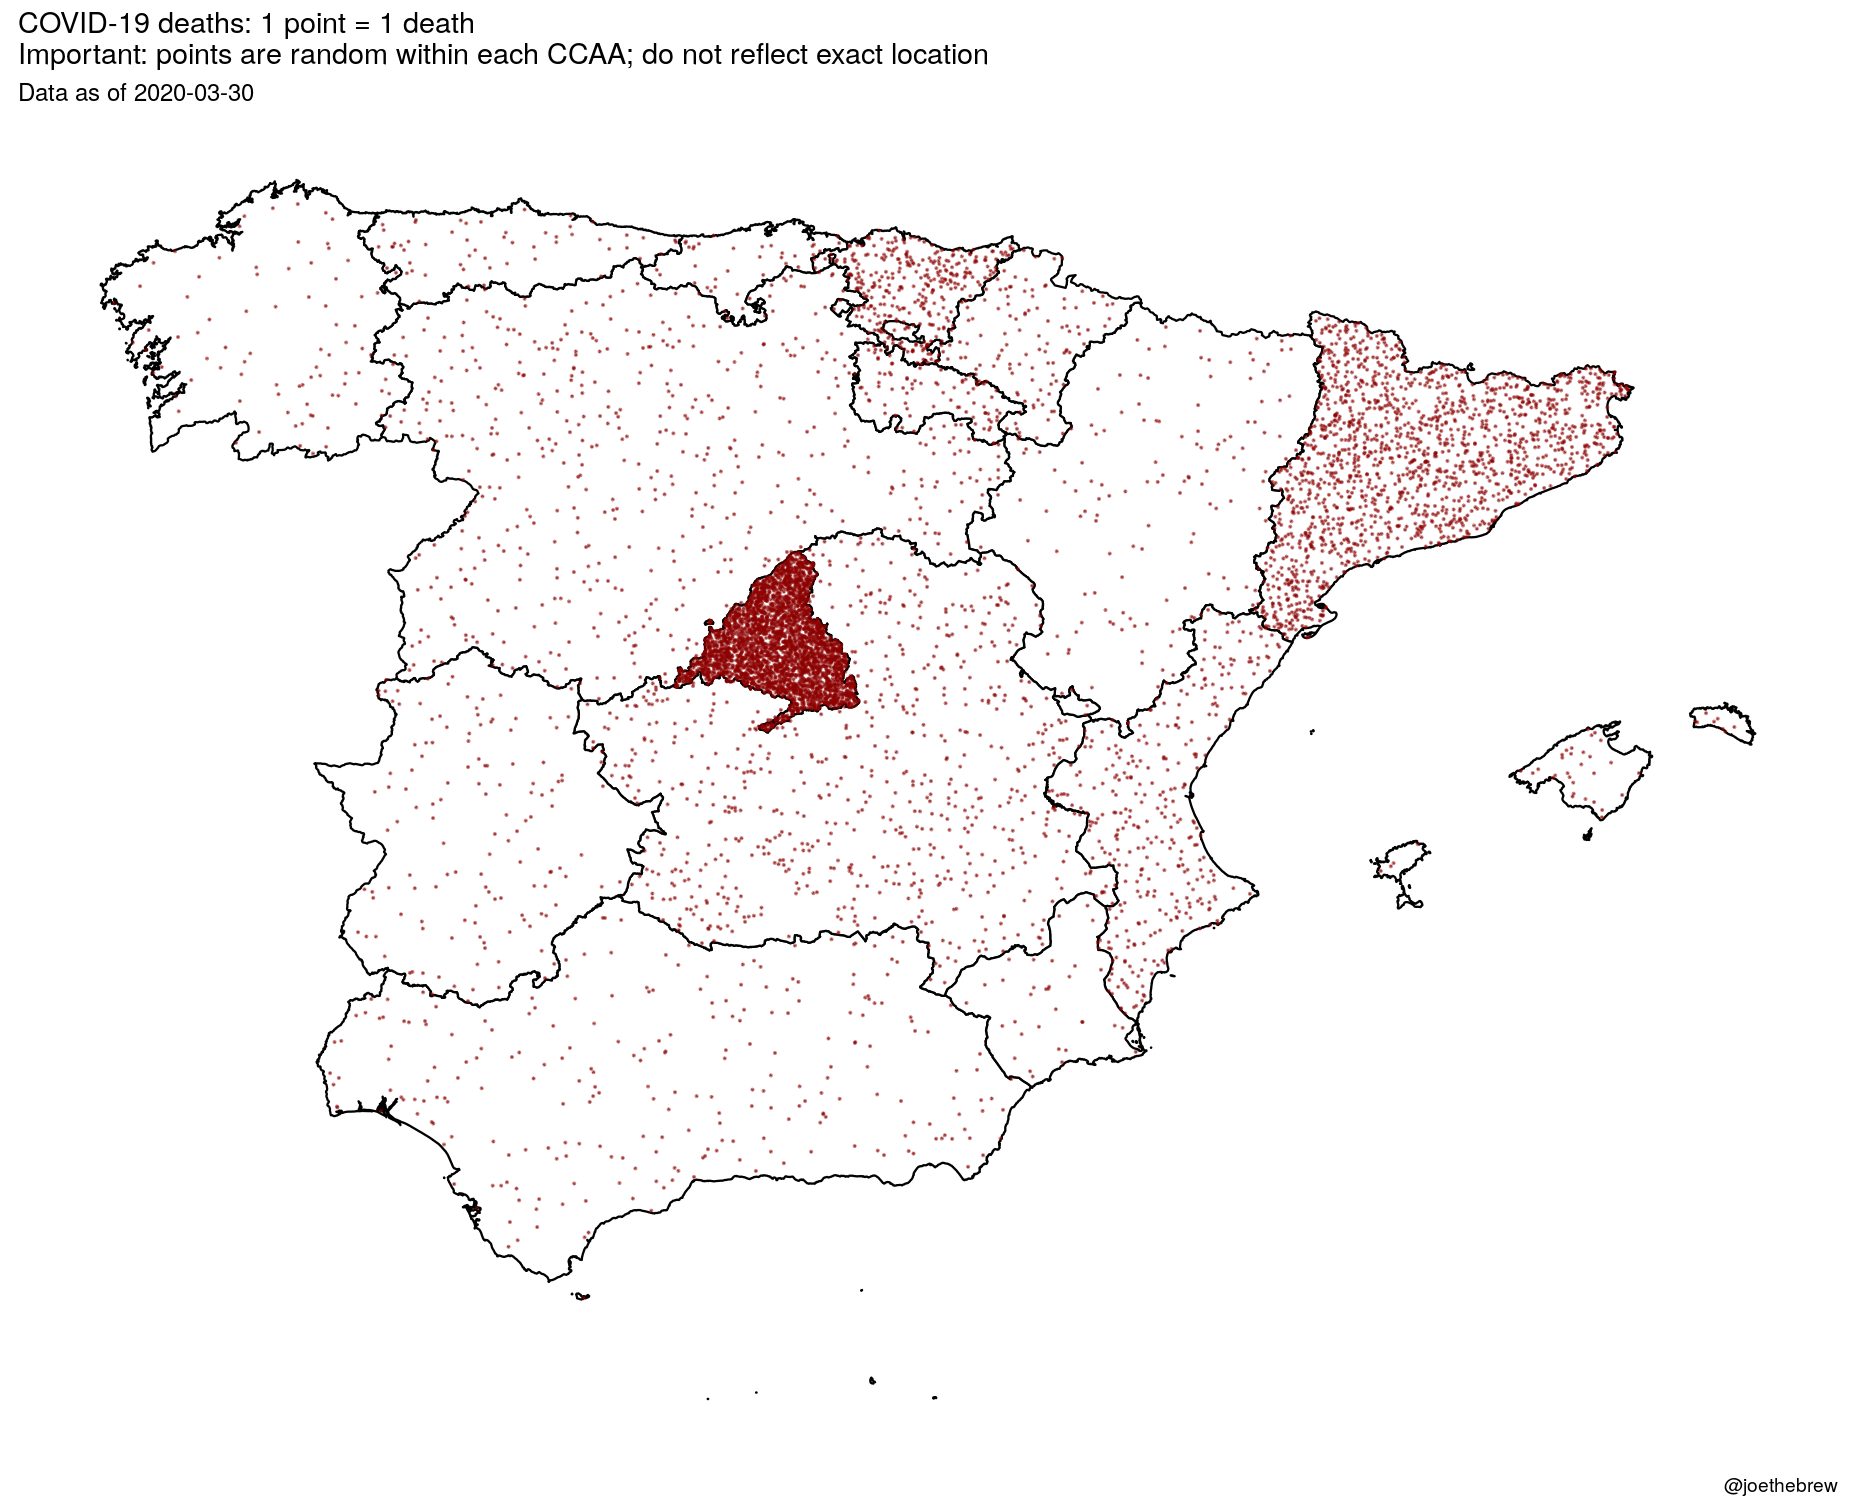 COVID-19 deaths: 1 point = 1 death
Important: points are random within each CCAA; do not reflect exact location
Data as of 2020-03-30
@joethebrew